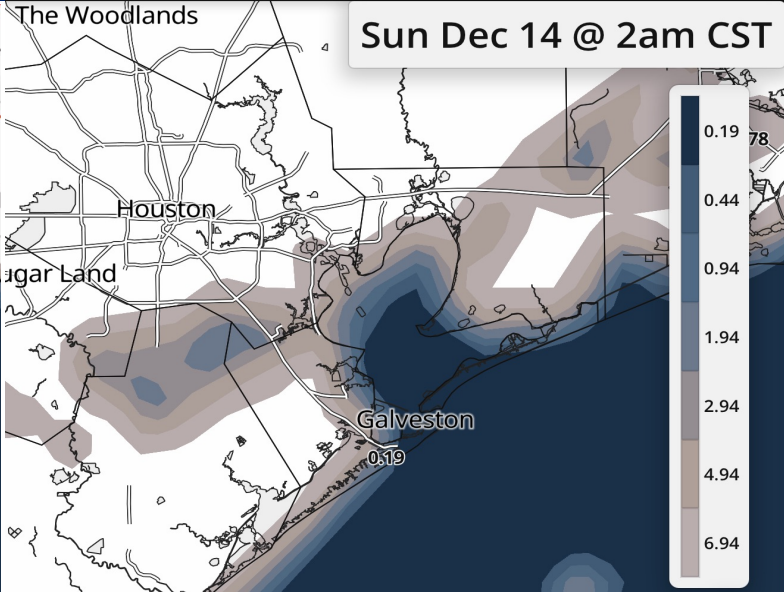 The Woodlands
Sun Dec 14 @ 2am CST
0.19
78
0.44
Houston
0.94
ugar Land
1.94
2.94
Galveston
0.19
4.94
6.94